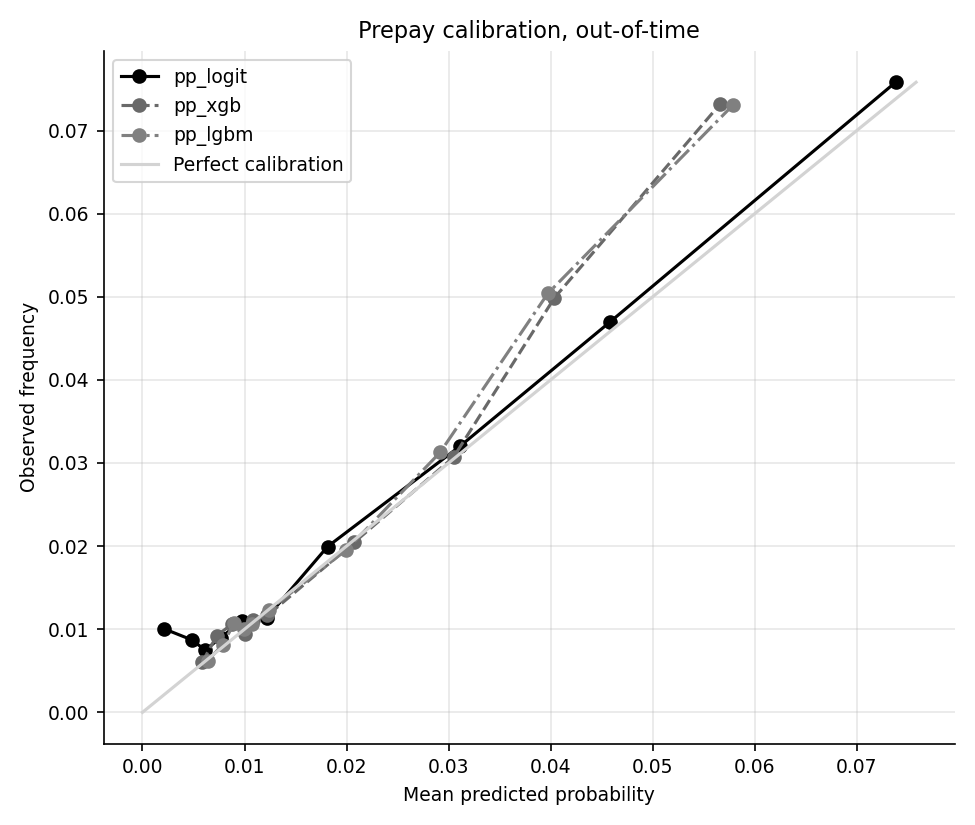 Prepay calibration, out-of-time
pp_logit
pp_xgb
pp_lgbm
Perfect calibration
Observed frequency
0.07
0.06
0.05
0.04
0.03
0.02
0.01
0.00
0.00 0.01 0.02 0.03 0.04 0.05 0.06 0.07
Mean predicted probability